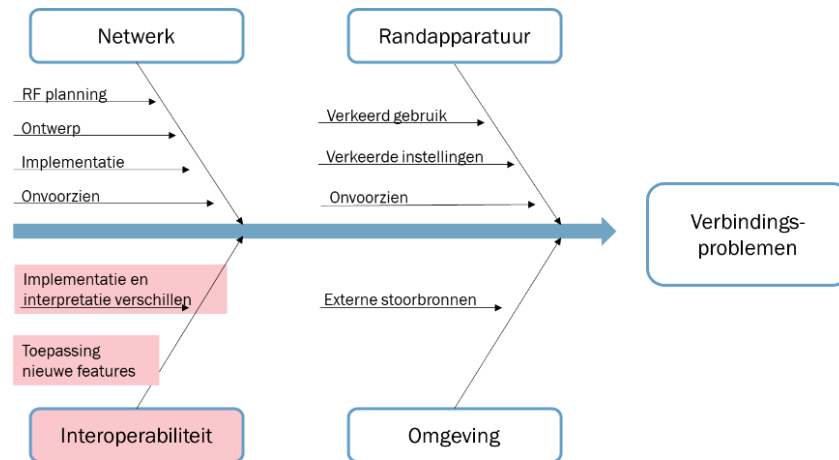 Netwerk
Randapparatuur
RF planning
Ontwerp
Implementatie
Onvoorzien
Verkeerd gebruik
Verkeerde instellingen
Onvoorzien
Verbindings-
problemen
Implementatie en
interpretatie verschillen
Toepassing
nieuwe features
Externe stoorbronnen
Interoperabiliteit
Omgeving